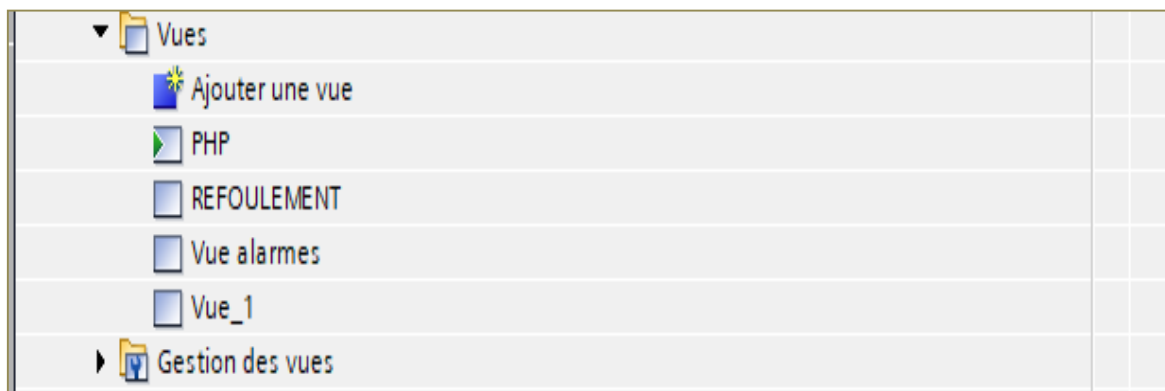 Vues
Ajouter une vue
PHP
REFOULEMENT
Vue alarmes
Vue_1
Gestion des vues